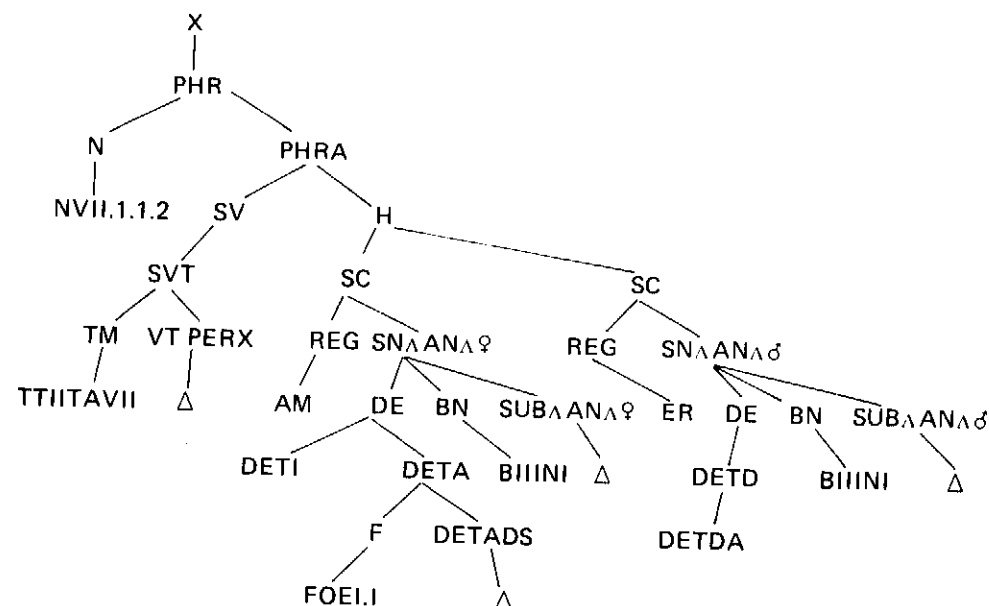 X
PHR
N PHRA
NVII.1.1.2 SV H
SVT SC SC
TM VT PERX REG SN∧AN∧♀ REG SN∧AN∧♂
TTIITAVII Δ AM DE BN SUB∧AN∧♀ ER DE BN SUB∧AN∧♂
DETI DETA BIIINI Δ DETD BIIINI Δ
F DETADS DETDA
FOEI.I Δ